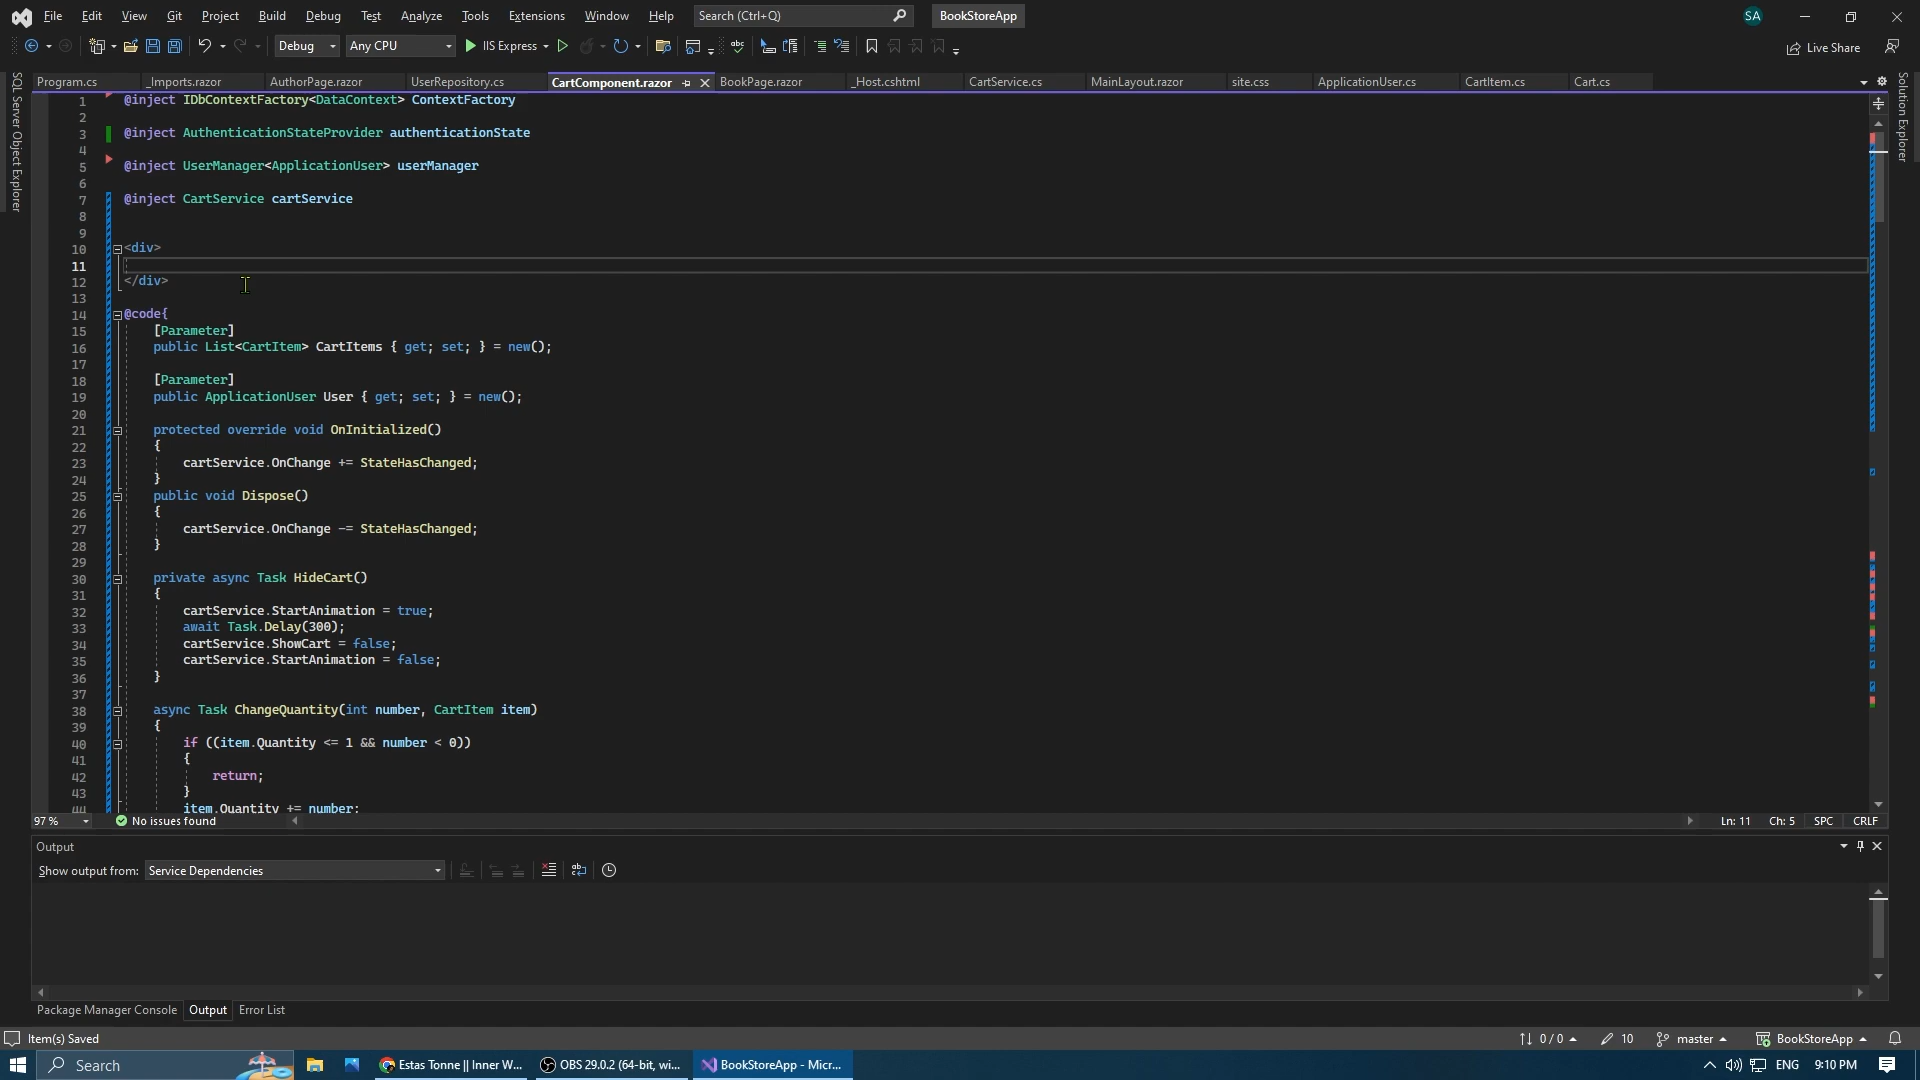 File Edit View Git Project Build Debug Test Analyze Tools Extensions Window Help Search (Ctrl+Q) BookStoreApp SA
Debug Any CPU IIS Express Live Share
Program.cs _Imports.razor AuthorPage.razor UserRepository.cs CartComponent.razor BookPage.razor _Host.cshtml CartService.cs MainLayout.razor site.css ApplicationUser.cs CartItem.cs Cart.cs
SQL Server Object Explorer
Solution Explorer
1 @inject IDbContextFactory<DataContext> ContextFactory
2
3 @inject AuthenticationStateProvider authenticationState
4
5 @inject UserManager<ApplicationUser> userManager
6
7 @inject CartService cartService
8
9
10 <div>
11
12 </div>
13
14 @code{
15 [Parameter]
16 public List<CartItem> CartItems { get; set; } = new();
17
18 [Parameter]
19 public ApplicationUser User { get; set; } = new();
20
21 protected override void OnInitialized()
22 {
23 cartService.OnChange += StateHasChanged;
24 }
25 public void Dispose()
26 {
27 cartService.OnChange -= StateHasChanged;
28 }
29
30 private async Task HideCart()
31 {
32 cartService.StartAnimation = true;
33 await Task.Delay(300);
34 cartService.ShowCart = false;
35 cartService.StartAnimation = false;
36 }
37
38 async Task ChangeQuantity(int number, CartItem item)
39 {
40 if ((item.Quantity <= 1 && number < 0))
41 {
42 return;
43 }
44 item.Quantity += number;
97 % No issues found Ln: 11 Ch: 5 SPC CRLF
Output
Show output from: Service Dependencies
Package Manager Console Output Error List
Item(s) Saved 0 / 0 10 master BookStoreApp
Search Estas Tonne || Inner W... OBS 29.0.2 (64-bit, wi... BookStoreApp - Micr... ENG 9:10 PM